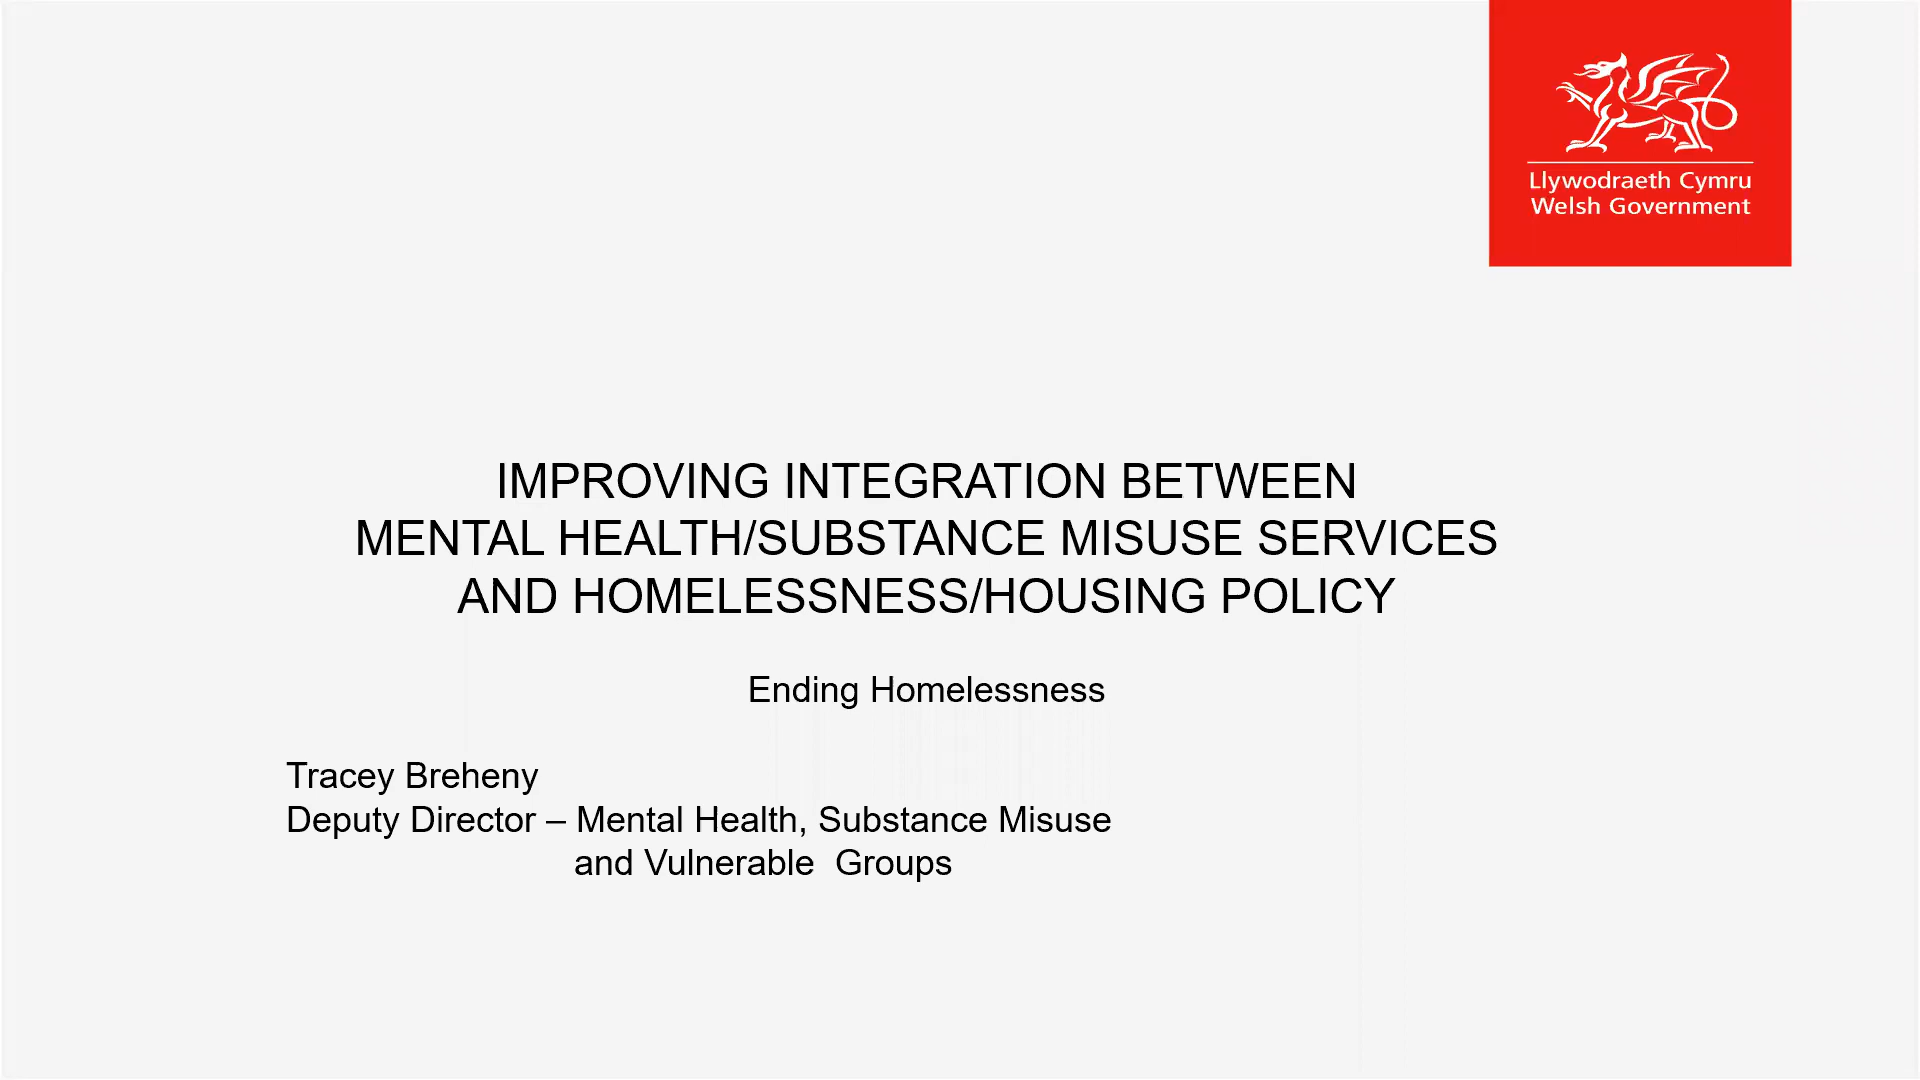 Llywodraeth Cymru
Welsh Government
IMPROVING INTEGRATION BETWEEN
MENTAL HEALTH/SUBSTANCE MISUSE SERVICES
AND HOMELESSNESS/HOUSING POLICY
Ending Homelessness
Tracey Breheny
Deputy Director – Mental Health, Substance Misuse
and Vulnerable  Groups